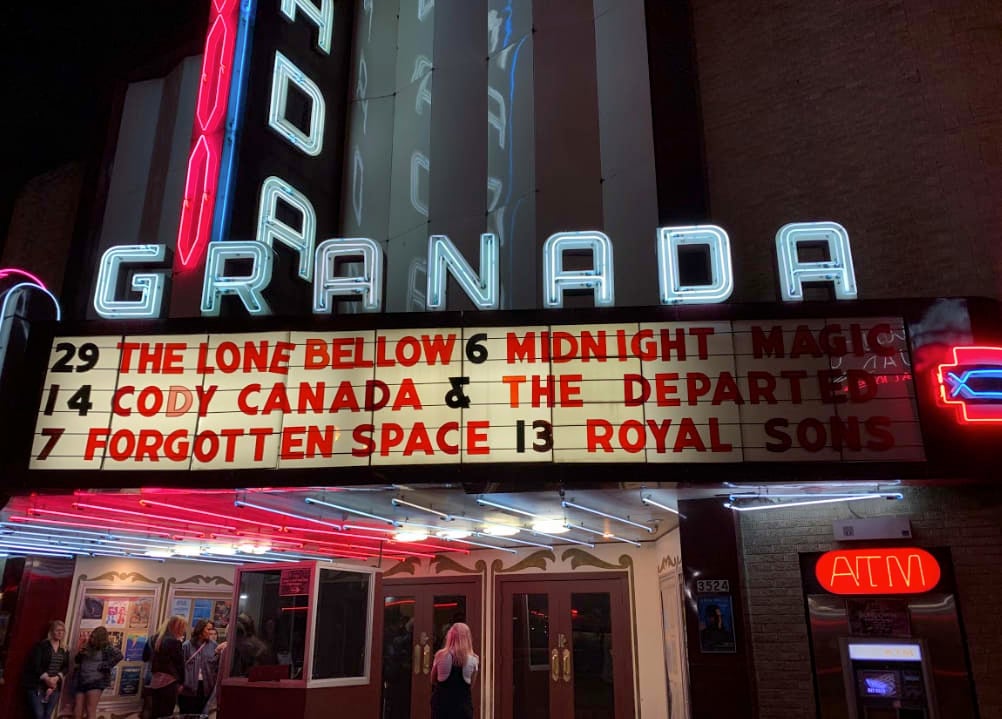 ADA
GRANADA
29 THE LONE BELLOW 6 MIDNIGHT MAGIC
14 CODY CANADA & THE DEPARTED
7 FORGOTTEN SPACE 13 ROYAL SONS
ATM
3524